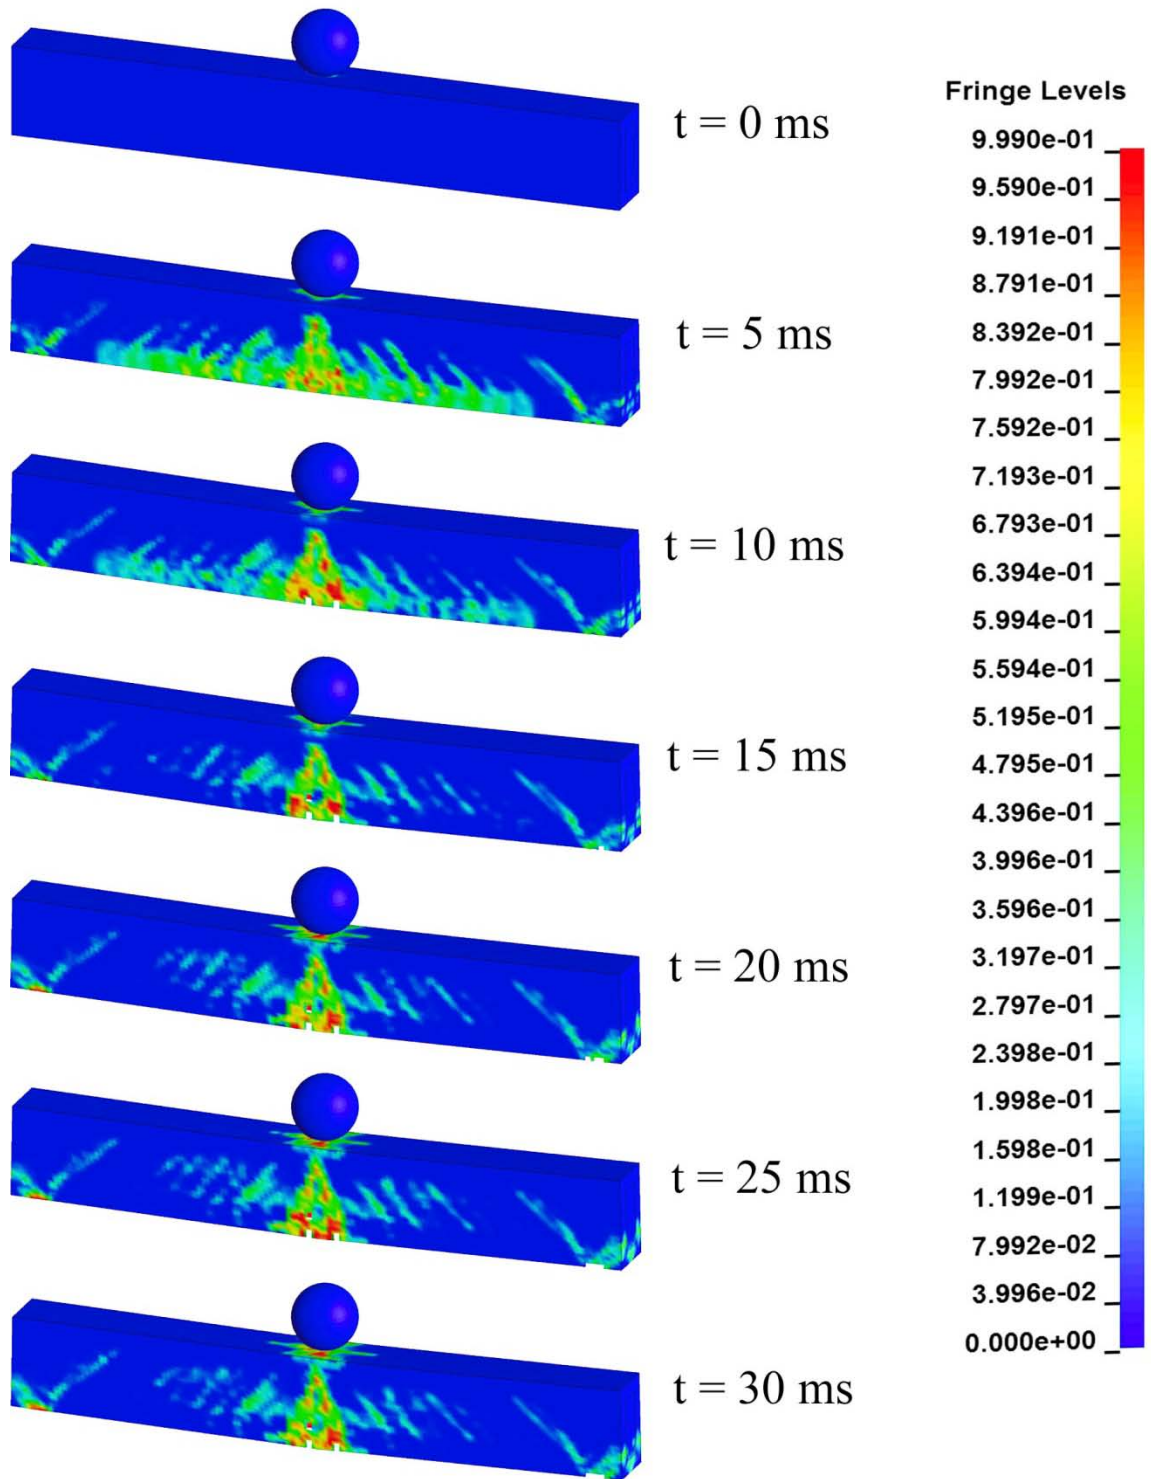 t = 0 ms
t = 5 ms
t = 10 ms
t = 15 ms
t = 20 ms
t = 25 ms
t = 30 ms
Fringe Levels
9.990e-01
9.590e-01
9.191e-01
8.791e-01
8.392e-01
7.992e-01
7.592e-01
7.193e-01
6.793e-01
6.394e-01
5.994e-01
5.594e-01
5.195e-01
4.795e-01
4.396e-01
3.996e-01
3.596e-01
3.197e-01
2.797e-01
2.398e-01
1.998e-01
1.598e-01
1.199e-01
7.992e-02
3.996e-02
0.000e+00